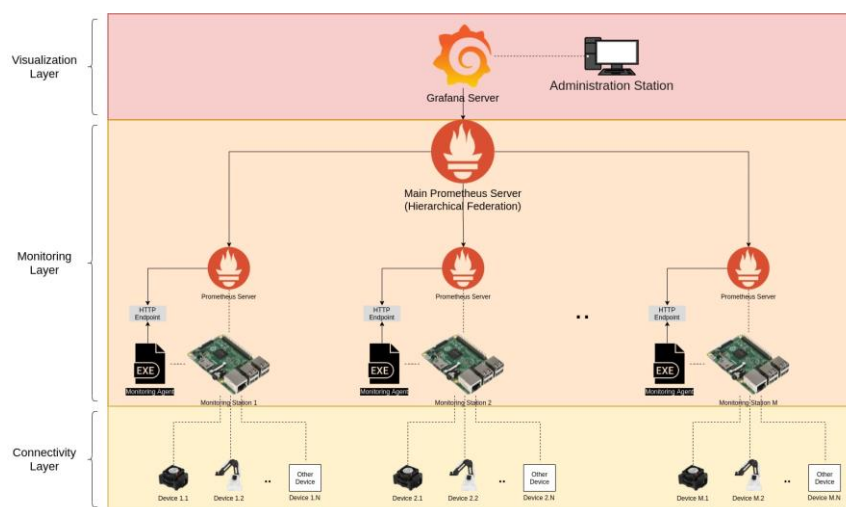 Visualization
Layer
Grafana Server
Administration Station
Main Prometheus Server
(Hierarchical Federation)
Monitoring
Layer
Prometheus Server
Prometheus Server
Prometheus Server
HTTP
Endpoint
HTTP
Endpoint
HTTP
Endpoint
..
EXE
EXE
EXE
Monitoring Agent
Monitoring Agent
Monitoring Agent
Monitoring Station 1
Monitoring Station 2
Monitoring Station M
Connectivity
Layer
Other
Device
Other
Device
Other
Device
..
..
..
Device 1.1
Device 1.2
Device 1.N
Device 2.1
Device 2.2
Device 2.N
Device M.1
Device M.2
Device M.N